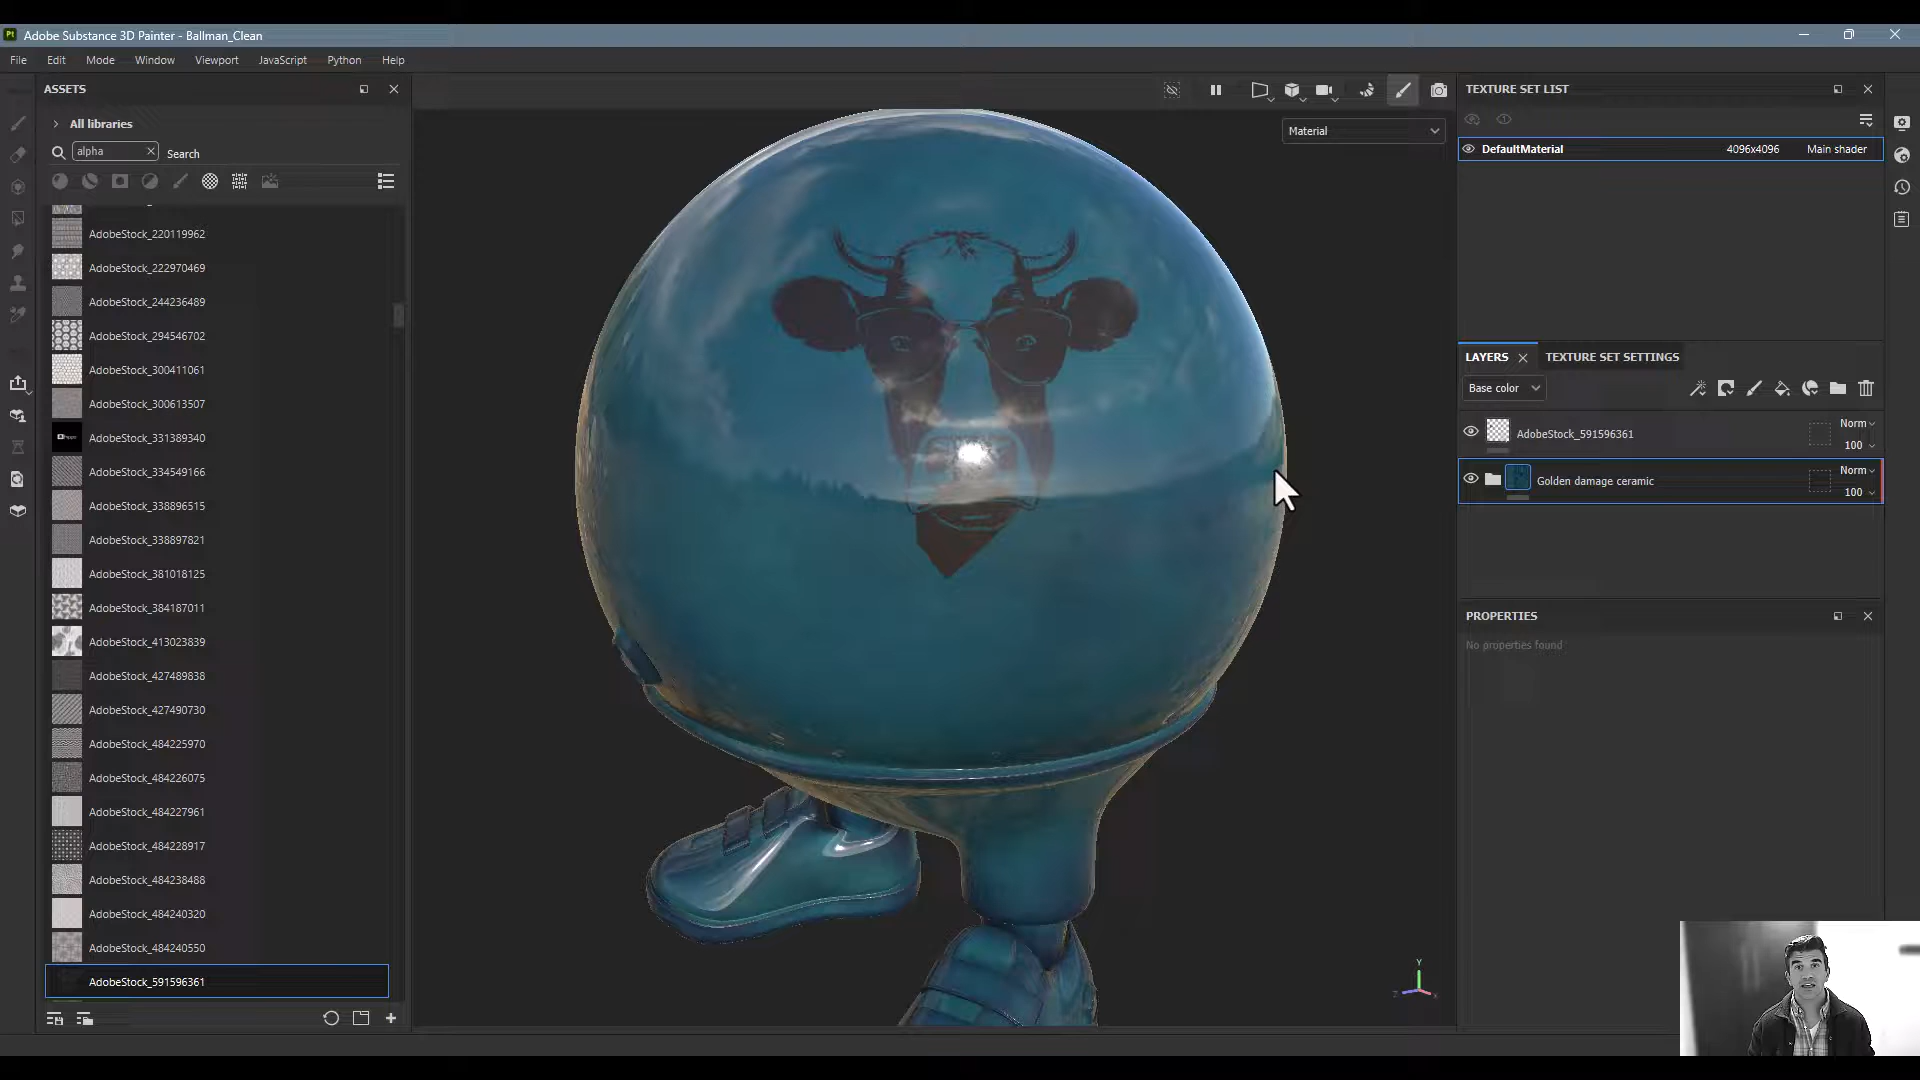 Pt Adobe Substance 3D Painter - Ballman_Clean
File Edit Mode Window Viewport JavaScript Python Help
ASSETS
All libraries
alpha
Search
AdobeStock_220119962
AdobeStock_222970469
AdobeStock_244236489
AdobeStock_294546702
AdobeStock_300411061
AdobeStock_300613507
AdobeStock_331389340
AdobeStock_334549166
AdobeStock_338896515
AdobeStock_338897821
AdobeStock_381018125
AdobeStock_384187011
AdobeStock_413023839
AdobeStock_427489838
AdobeStock_427490730
AdobeStock_484225970
AdobeStock_484226075
AdobeStock_484227961
AdobeStock_484228917
AdobeStock_484238488
AdobeStock_484240320
AdobeStock_484240550
AdobeStock_591596361
Material
Y
Z
X
TEXTURE SET LIST
DefaultMaterial 4096x4096 Main shader
LAYERS TEXTURE SET SETTINGS
Base color
AdobeStock_591596361
Norm
100
Golden damage ceramic
Norm
100
PROPERTIES
No properties found